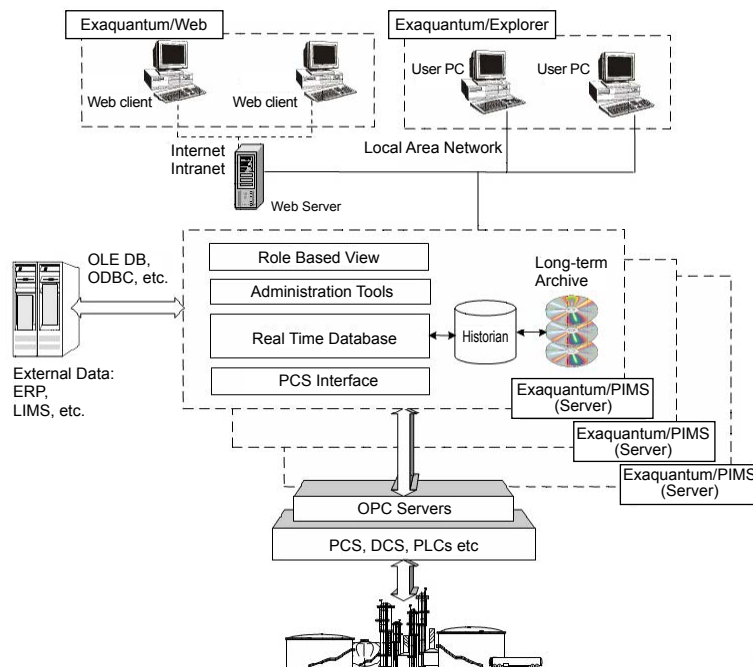 Exaquantum/Web
Exaquantum/Explorer
User PC
User PC
Web client
Web client
Internet
Intranet
Local Area Network
Web Server
OLE DB,
ODBC, etc.
Role Based View
Long-term
Archive
Administration Tools
Real Time Database
Historian
External Data:
ERP,
LIMS, etc.
PCS Interface
Exaquantum/PIMS
(Server)
Exaquantum/PIMS
(Server)
Exaquantum/PIMS
(Server)
OPC Servers
PCS, DCS, PLCs etc